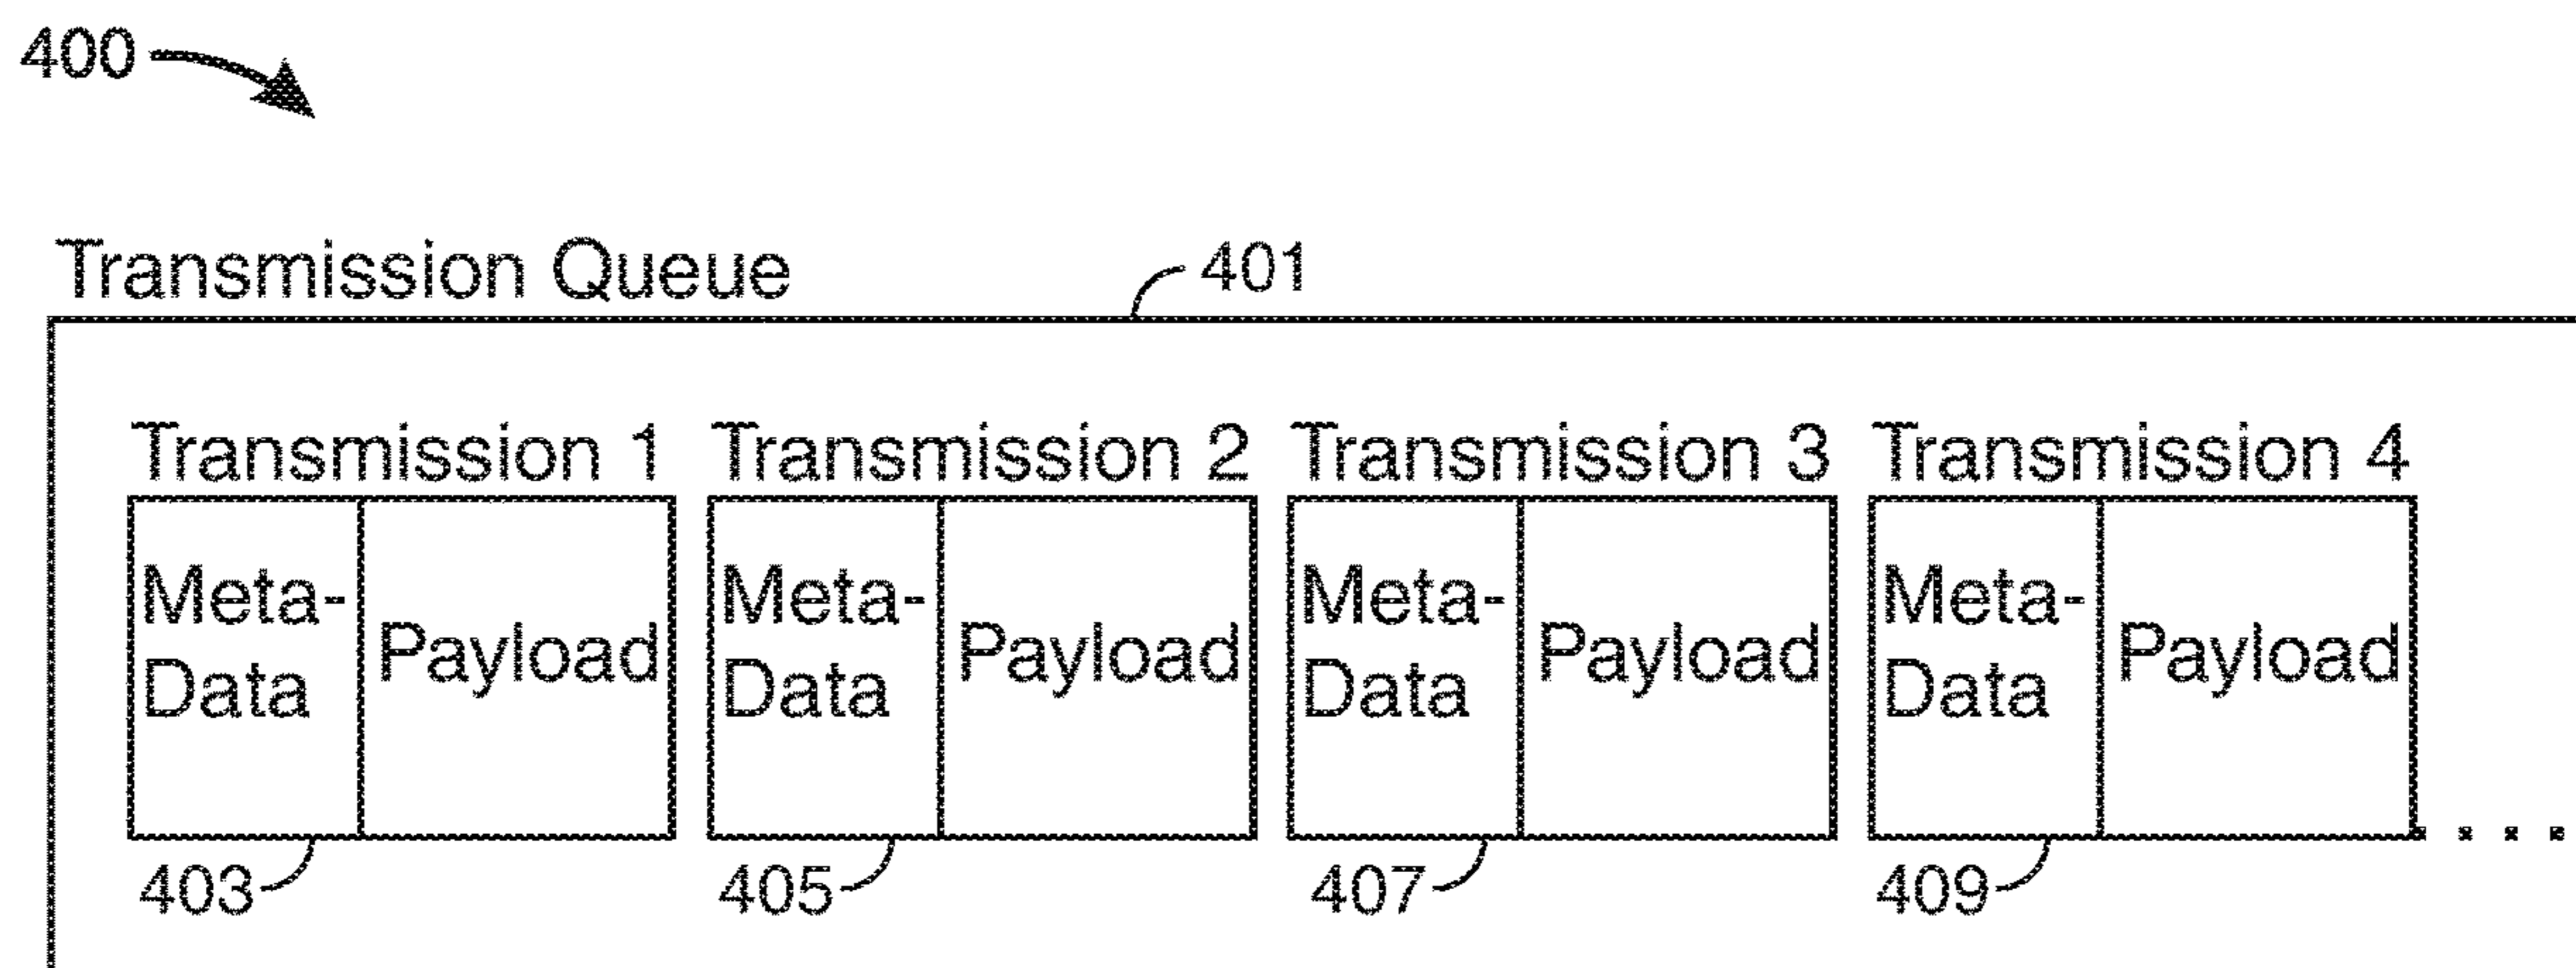 400
Transmission Queue 401
Transmission 1 Transmission 2 Transmission 3 Transmission 4
Meta- Meta- Meta- Meta-
Payload Payload Payload Payload
Data Data Data Data
403 405 407 409